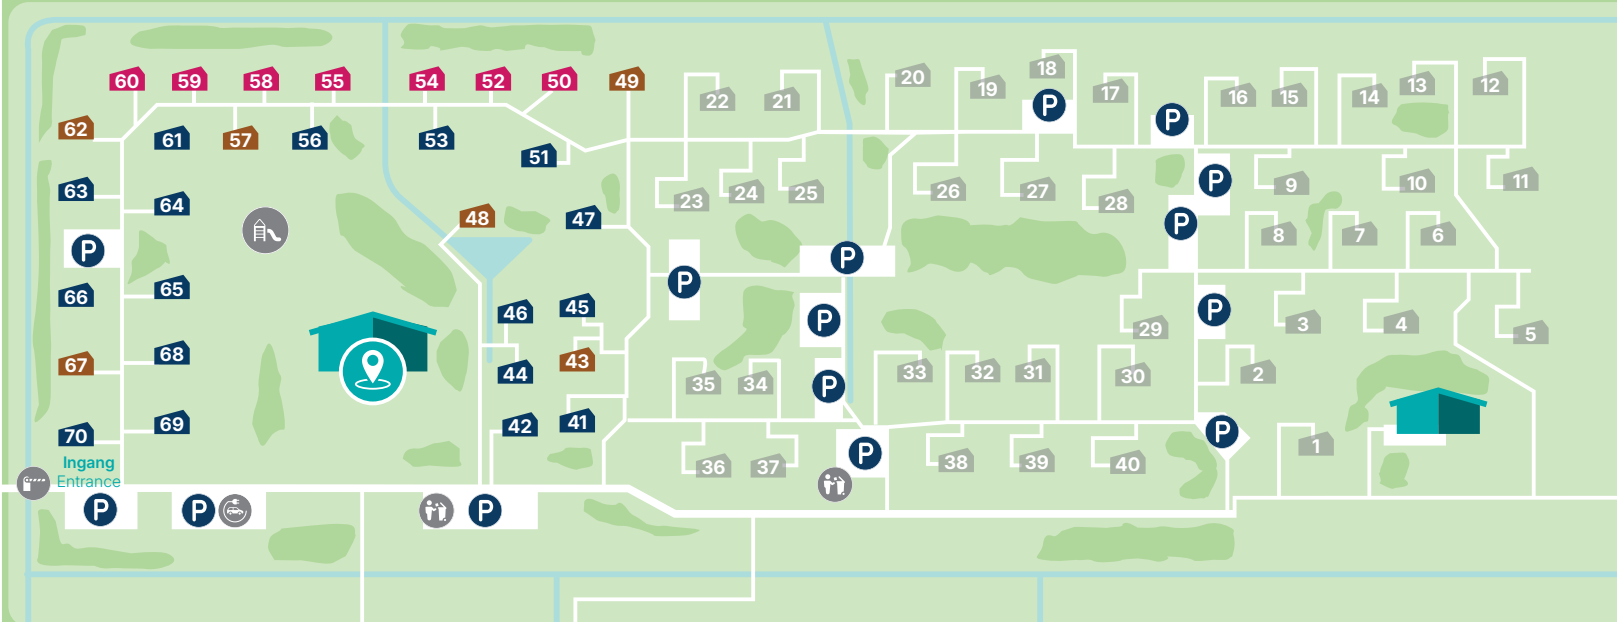 60 59 58 55 54 52 50 49
22 21 20 19 18 17 16 15 14 13 12
P P
62 61 57 56 53 51
63 64 48 47
23 24 25 26 27 28
P P
9 10 11
8 7 6
P P P P
66 65
46 45
P P
29 3 4 5
67 68 44 43
35 34 P 33 32 31 30 2
70 69 42 41
P 1
36 37 P 38 39 40
Ingang
Entrance
P P P